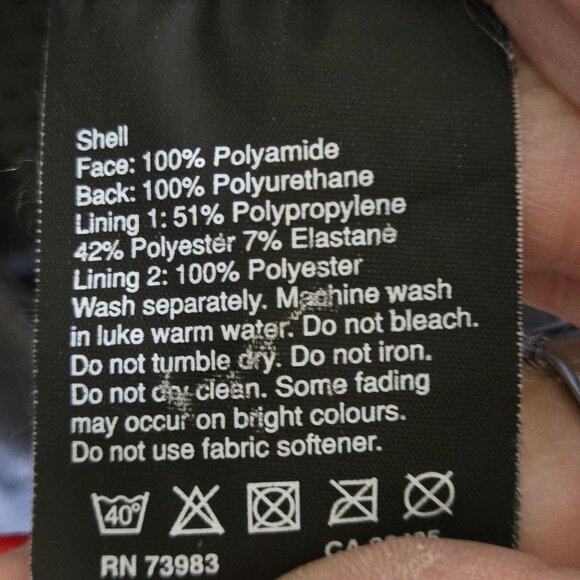 Shell
Face: 100% Polyamide
Back: 100% Polyurethane
Lining 1: 51% Polypropylene
42% Polyester 7% Elastane
Lining 2: 100% Polyester
Wash separately. Machine wash
in luke warm water. Do not bleach.
Do not tumble dry. Do not iron.
Do not dry clean. Some fading
may occur on bright colours.
Do not use fabric softener.
40°
RN 73983
CA